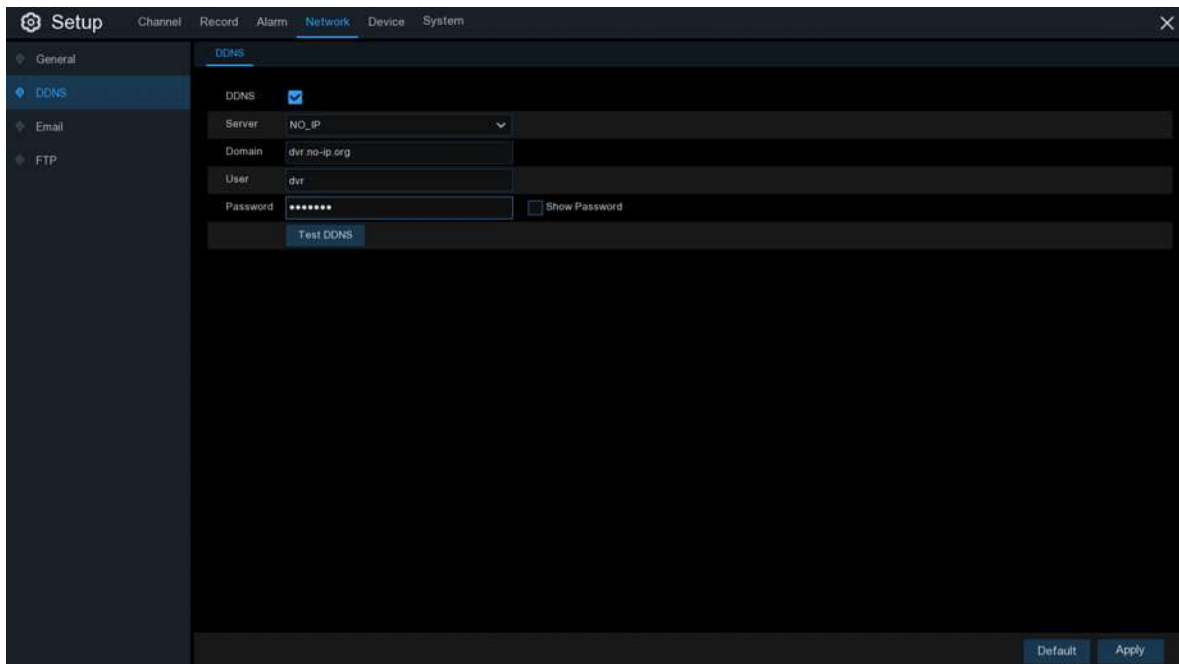 Setup Channel Record Alarm Network Device System
General
DDNS
Email
FTP
DDNS
DDNS
Server NO_IP
Domain dvr.no-ip.org
User dvr
Password ••••••• Show Password
Test DDNS
Default Apply